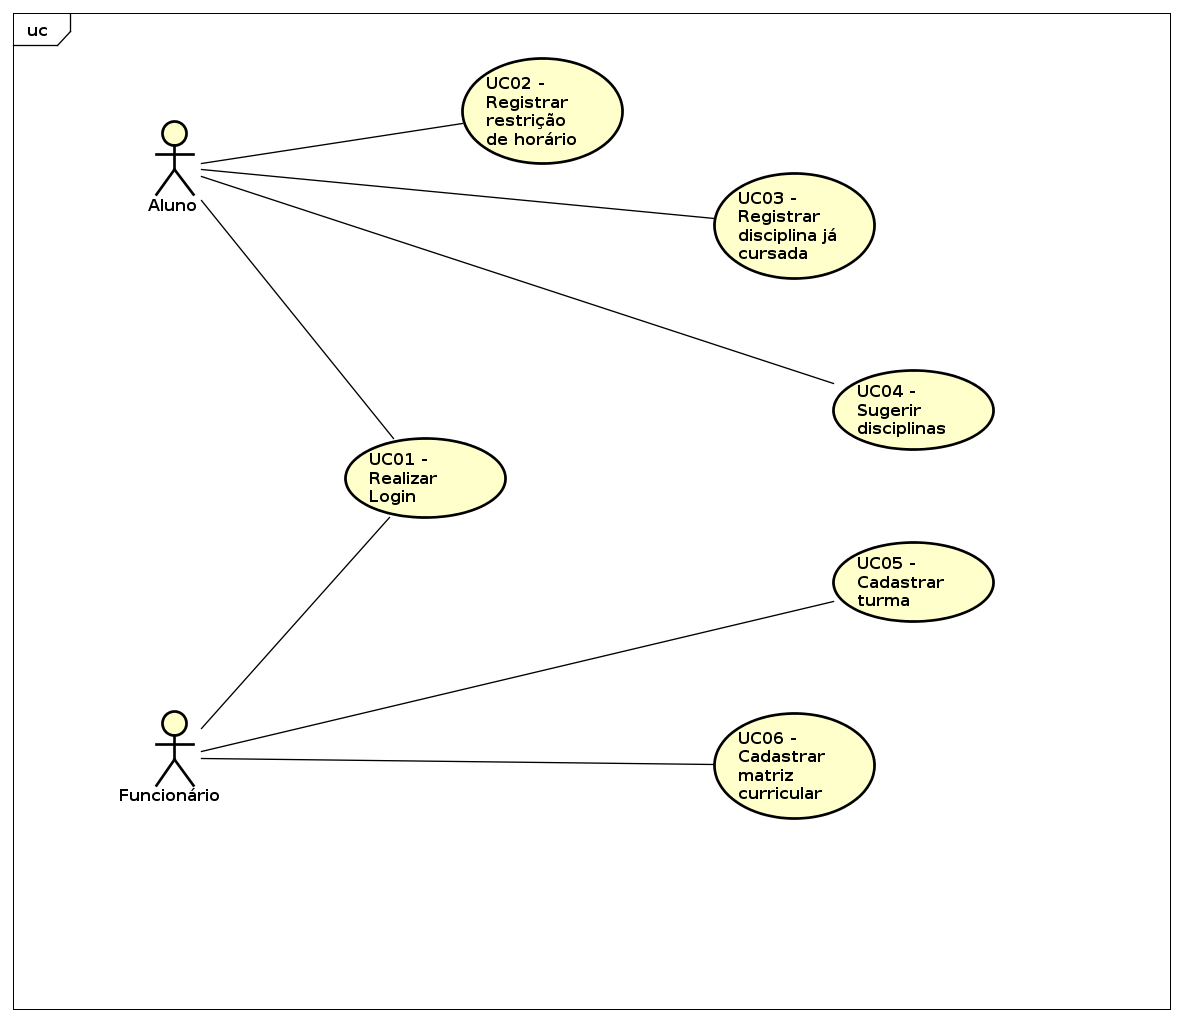 uc
UC02 -
Registrar
restrição
de horário
Aluno
UC03 -
Registrar
disciplina já
cursada
UC04 -
Sugerir
disciplinas
UC01 -
Realizar
Login
UC05 -
Cadastrar
turma
Funcionário
UC06 -
Cadastrar
matriz
curricular